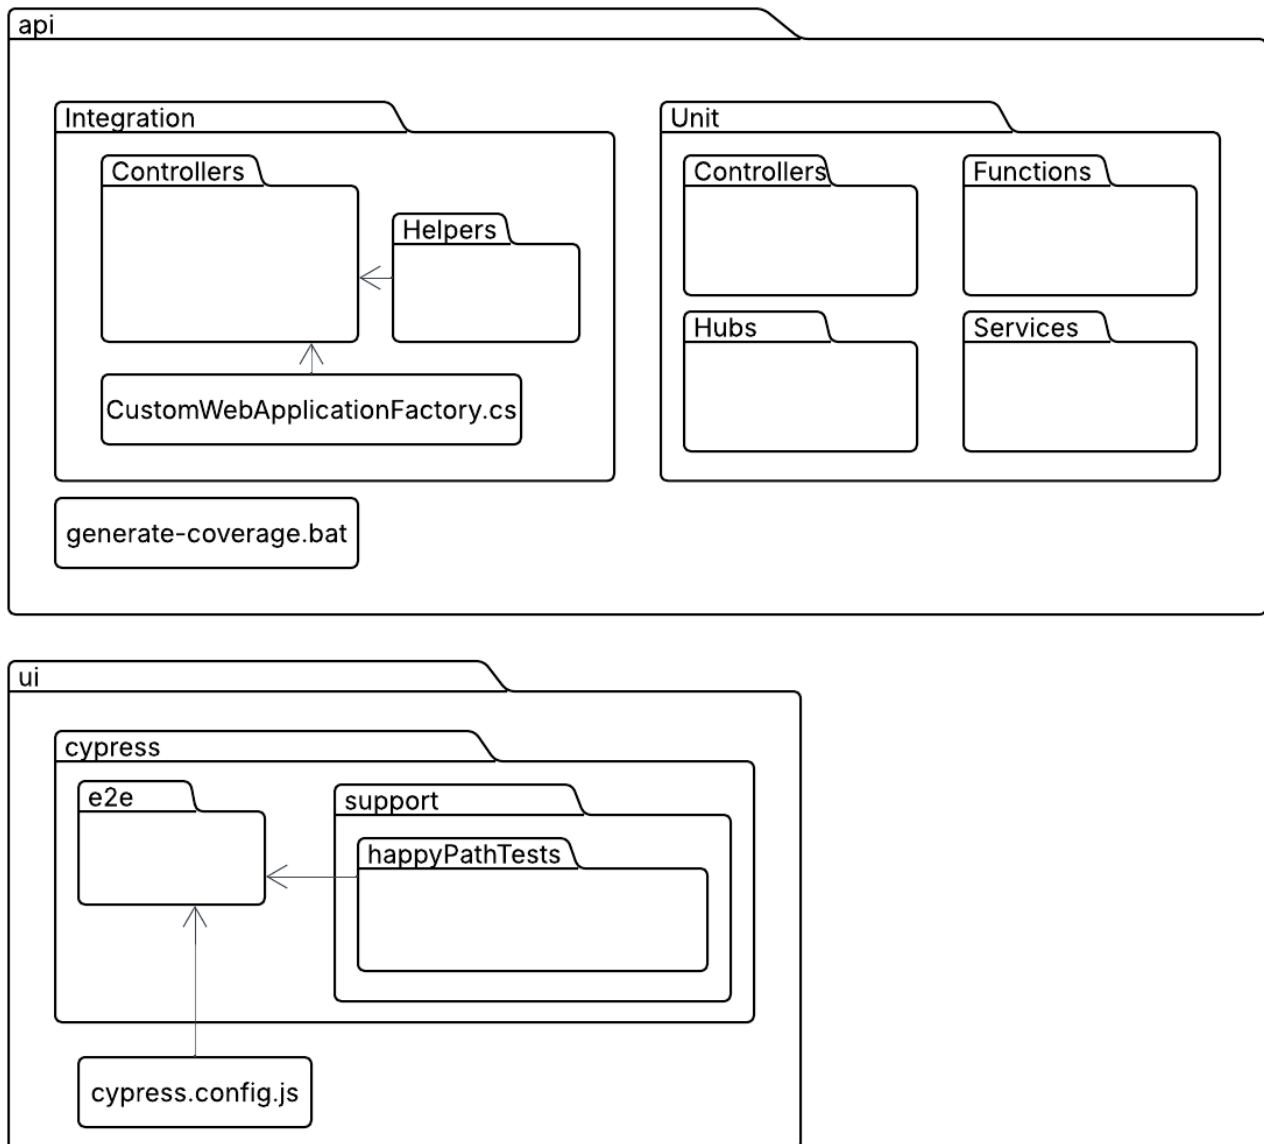 api
Integration
Controllers
Helpers
CustomWebApplicationFactory.cs
generate-coverage.bat
Unit
Controllers
Functions
Hubs
Services
ui
cypress
e2e
support
happyPathTests
cypress.config.js